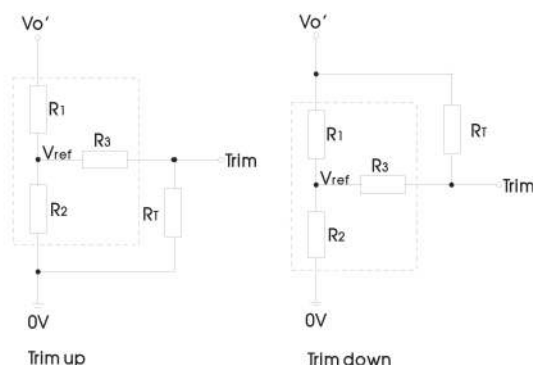 Vo'
R1
Vref
R3
Trim
R2
RT
0V
Trim up
Vo'
R1
RT
Vref
R3
Trim
R2
0V
Trim down